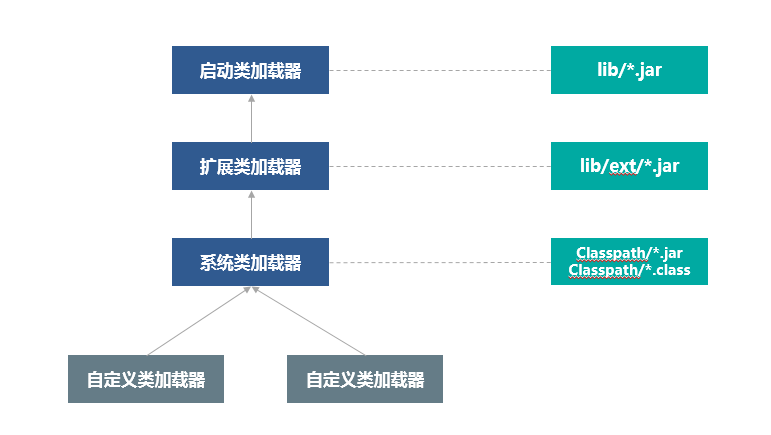 启动类加载器
lib/*.jar
扩展类加载器
lib/ext/*.jar
系统类加载器
Classpath/*.jar
Classpath/*.class
自定义类加载器
自定义类加载器